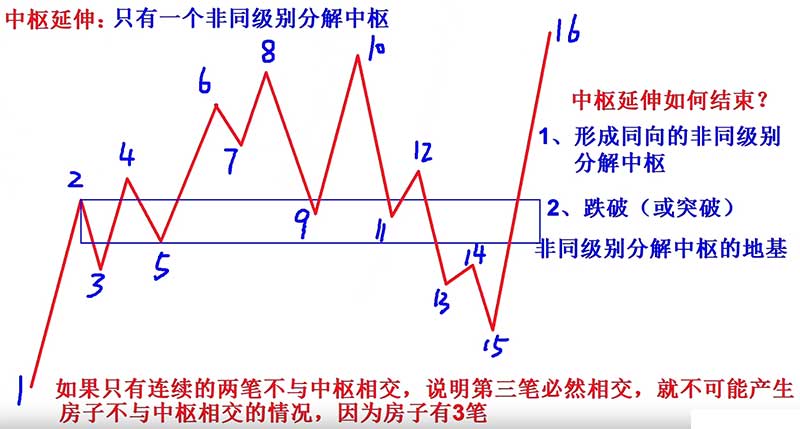 中枢延伸：只有一个非同级别分解中枢
16
10
8
6
中枢延伸如何结束？
7
1、形成同向的非同级别
分解中枢
12
4
2
2、跌破（或突破）
9
11
5
非同级别分解中枢的地基
14
3
13
15
1
如果只有连续的两笔不与中枢相交，说明第三笔必然相交，就不可能产生
房子不与中枢相交的情况，因为房子有3笔